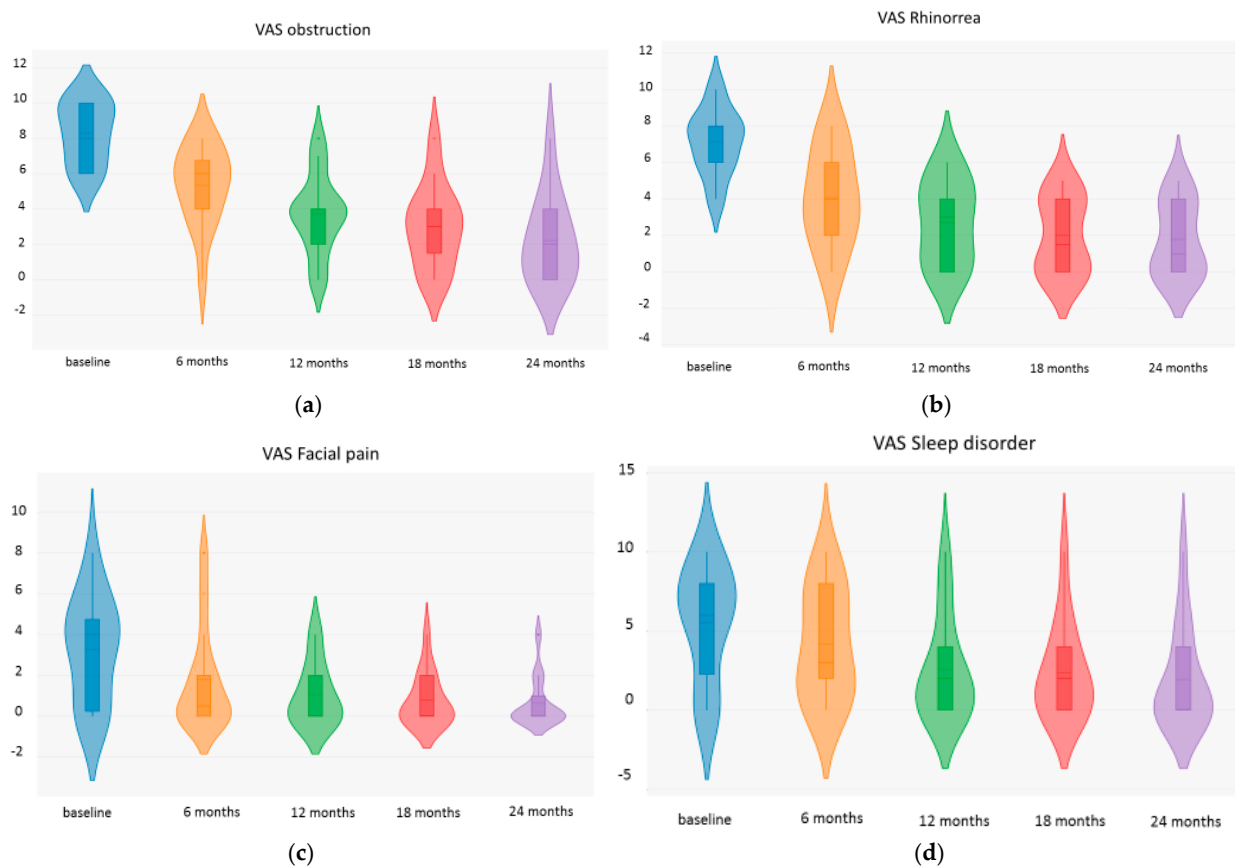 VAS obstruction
12
10
8
6
4
2
0
-2
baseline 6 months 12 months 18 months 24 months
(a)
VAS Rhinorrea
12
10
8
6
4
2
0
-2
-4
baseline 6 months 12 months 18 months 24 months
(b)
VAS Facial pain
10
8
6
4
2
0
-2
baseline 6 months 12 months 18 months 24 months
(c)
VAS Sleep disorder
15
10
5
0
-5
baseline 6 months 12 months 18 months 24 months
(d)